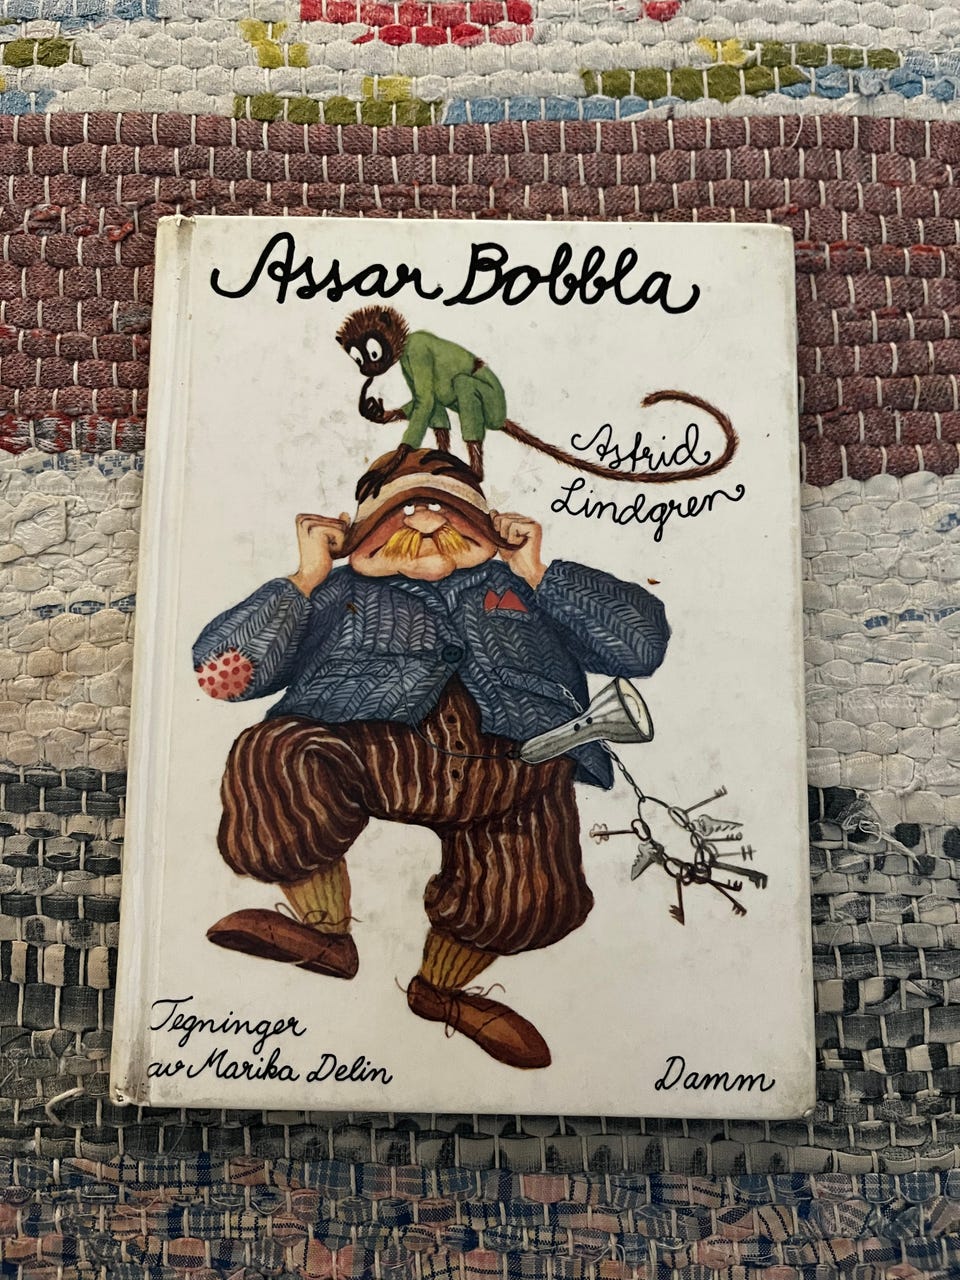 Assar Bobbla
Astrid
Lindgren
Tegninger
av Marika Delin
Damm